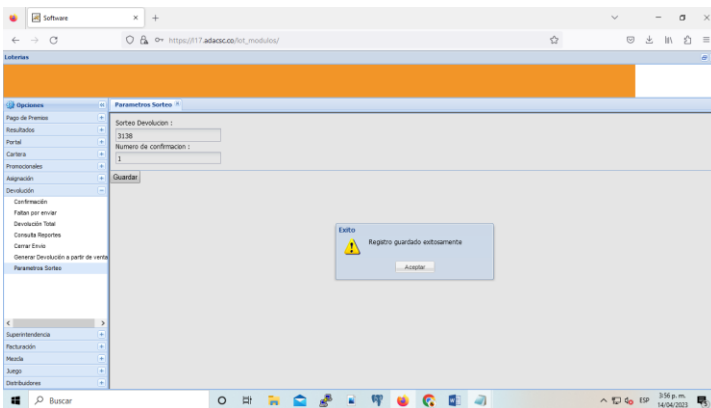 Software
https://l17.adacsc.co/lot_modulos/
Loterias
Opciones
Pago de Premios
Resultados
Portal
Cartera
Promocionales
Asignación
Devolución
Confirmación
Faltan por enviar
Devolución Total
Consulta Reportes
Cerrar Envio
Generar Devolución a partir de venta
Parametros Sorteo
Superintendencia
Facturación
Mezcla
Juego
Distribuidores
Parametros Sorteo
Sorteo Devolucion :
3138
Numero de confirmacion :
1
Guardar
Exito
Registro guardado exitosamente
Aceptar
Buscar
ESP
3:56 p. m.
14/04/2023